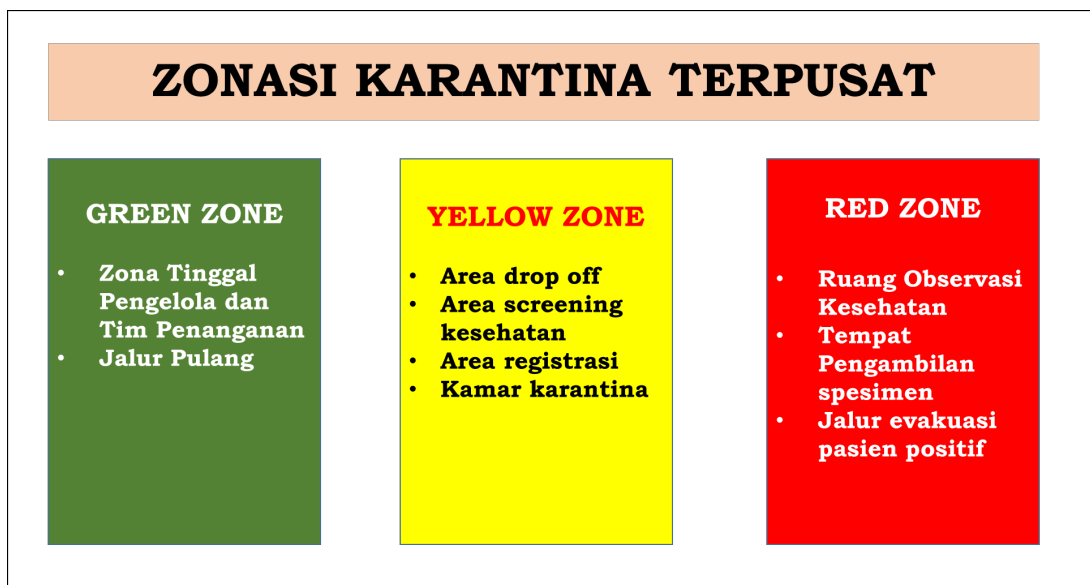 ZONASI KARANTINA TERPUSAT
GREEN ZONE
• Zona Tinggal
Pengelola dan
Tim Penanganan
• Jalur Pulang
YELLOW ZONE
• Area drop off
• Area screening
kesehatan
• Area registrasi
• Kamar karantina
RED ZONE
• Ruang Observasi
Kesehatan
• Tempat
Pengambilan
spesimen
• Jalur evakuasi
pasien positif